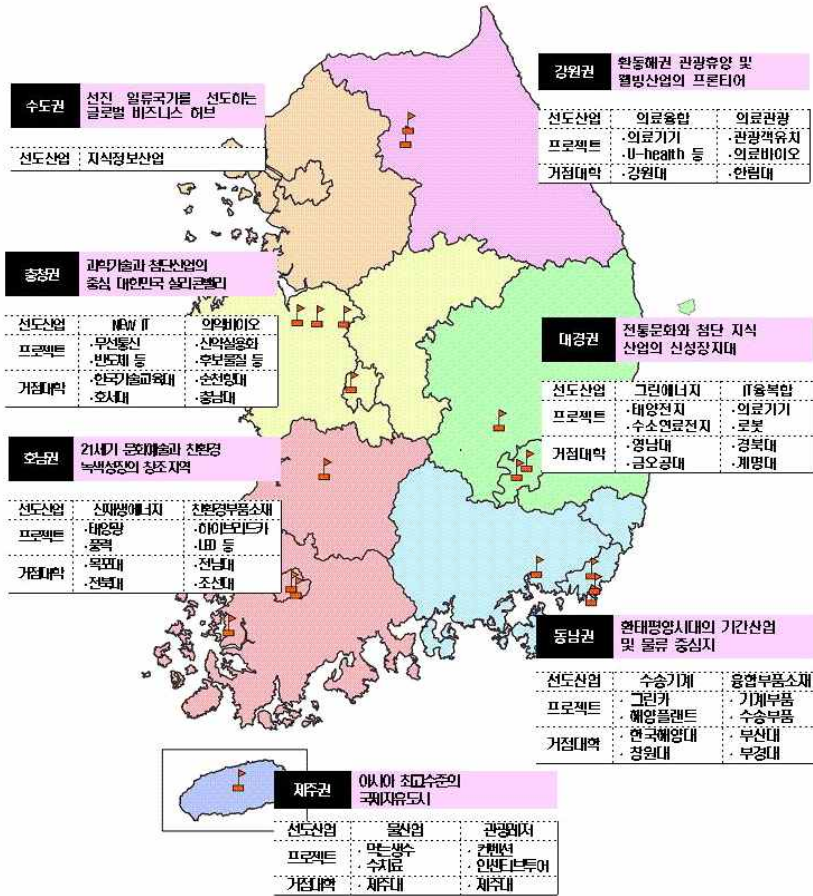 수도권
선진 일류국가를 선도하는
글로벌 비즈니스 허브
선도산업 지식정보산업
강원권
환동해권 관광휴양 및
웰빙산업의 프론티어
선도산업 의료융합 의료관광
프로젝트 ·의료기기 ·관광객유치
·U-health 등 ·의료바이오
거점대학 ·강원대 ·한림대
충청권
과학기술과 첨단산업의
중심, 대한민국 실리콘밸리
선도산업 NEW IT 의약바이오
프로젝트 ·무선통신 ·신약실용화
·반도체 등 ·후보물질 등
거점대학 ·한국기술교육대 ·순천향대
·호서대 ·충남대
대경권
전통문화와 첨단 지식
산업의 신성장지대
선도산업 그린에너지 IT융복합
프로젝트 ·태양전지 ·의료기기
·수소연료전지 ·로봇
거점대학 ·영남대 ·경북대
·금오공대 ·계명대
호남권
21세기 문화예술과 친환경
녹색성장의 창조지역
선도산업 신재생에너지 친환경부품소재
프로젝트 ·태양광 ·하이브리드카
·풍력 ·LED 등
거점대학 ·목포대 ·전남대
·전북대 ·조선대
동남권
환태평양시대의 기간산업
및 물류 중심지
선도산업 수송기계 융합부품소재
프로젝트 · 그린카 · 기계부품
· 해양플랜트 · 수송부품
거점대학 · 한국해양대 · 부산대
· 창원대 · 부경대
제주권
아시아 최고수준의
국제자유도시
선도산업 물산업 관광레저
프로젝트 · 먹는샘수 · 컨벤션
· 수치료 · 인센티브투어
거점대학 · 제주대 · 제주대